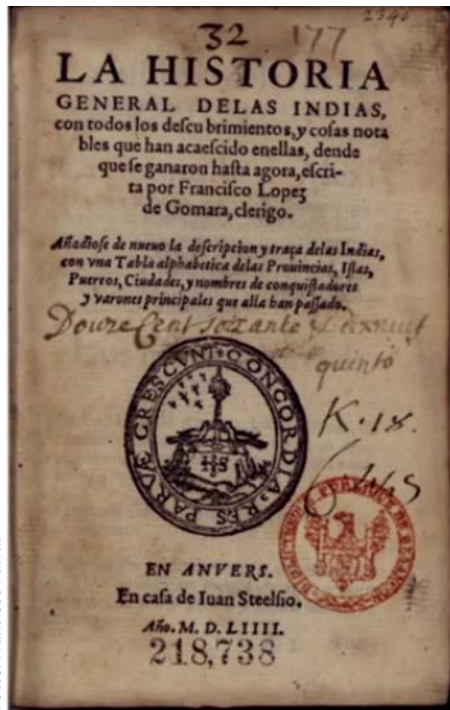 2346
32 177
LA HISTORIA
GENERAL DELAS INDIAS,
con todos los descu brimientos, y cosas nota
bles que han acaescido enellas, dende
que se ganaron hasta agora, escri-
ta por Francisco Lopez
de Gomara, clerigo.
Añadiose de nueuo la descripcion y traça delas Indias,
con vna Tabla alphabetica delas Prouincias, Islas,
Puertos, Ciudades, y nombres de conquistadores
y varones principales que alla han passado.
Douze Cent soixante & dixhuit
quinto
CONCORDIA· RES PARVÆ CRESCVNT·
K. 18.
EN ANVERS.
En casa de Iuan Steelsio.
Año. M. D. LIIII.
218,738